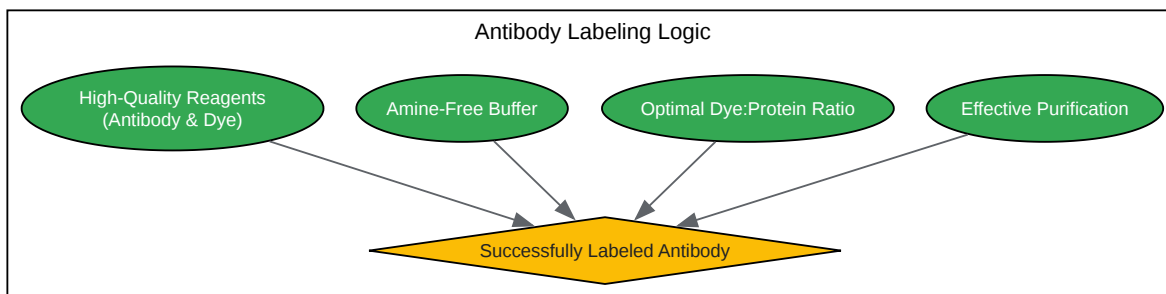 Antibody Labeling Logic
High-Quality Reagents
(Antibody & Dye)
Amine-Free Buffer
Optimal Dye:Protein Ratio
Effective Purification
Successfully Labeled Antibody